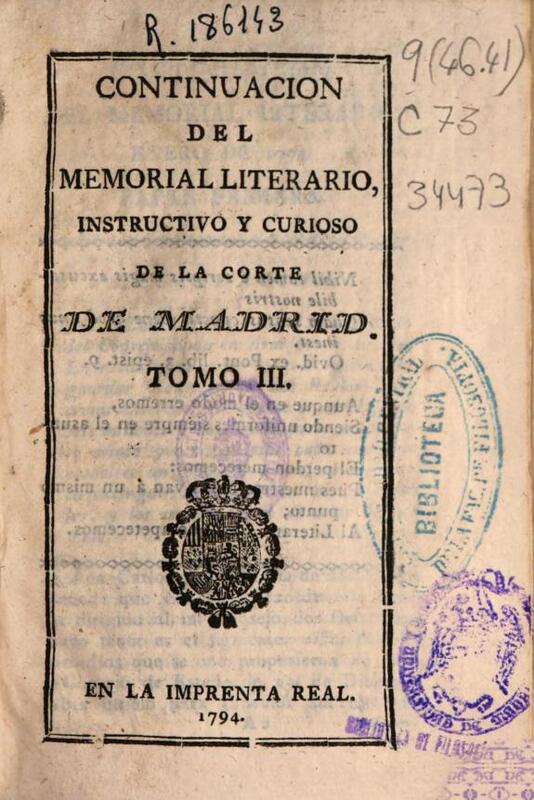 R. 186143
9(46.41)
C 73
34473
CONTINUACION
DEL
MEMORIAL LITERARIO,
INSTRUCTIVO Y CURIOSO
DE LA CORTE
DE MADRID.
TOMO III.
BIBLIOTECA
EN LA IMPRENTA REAL.
1794.